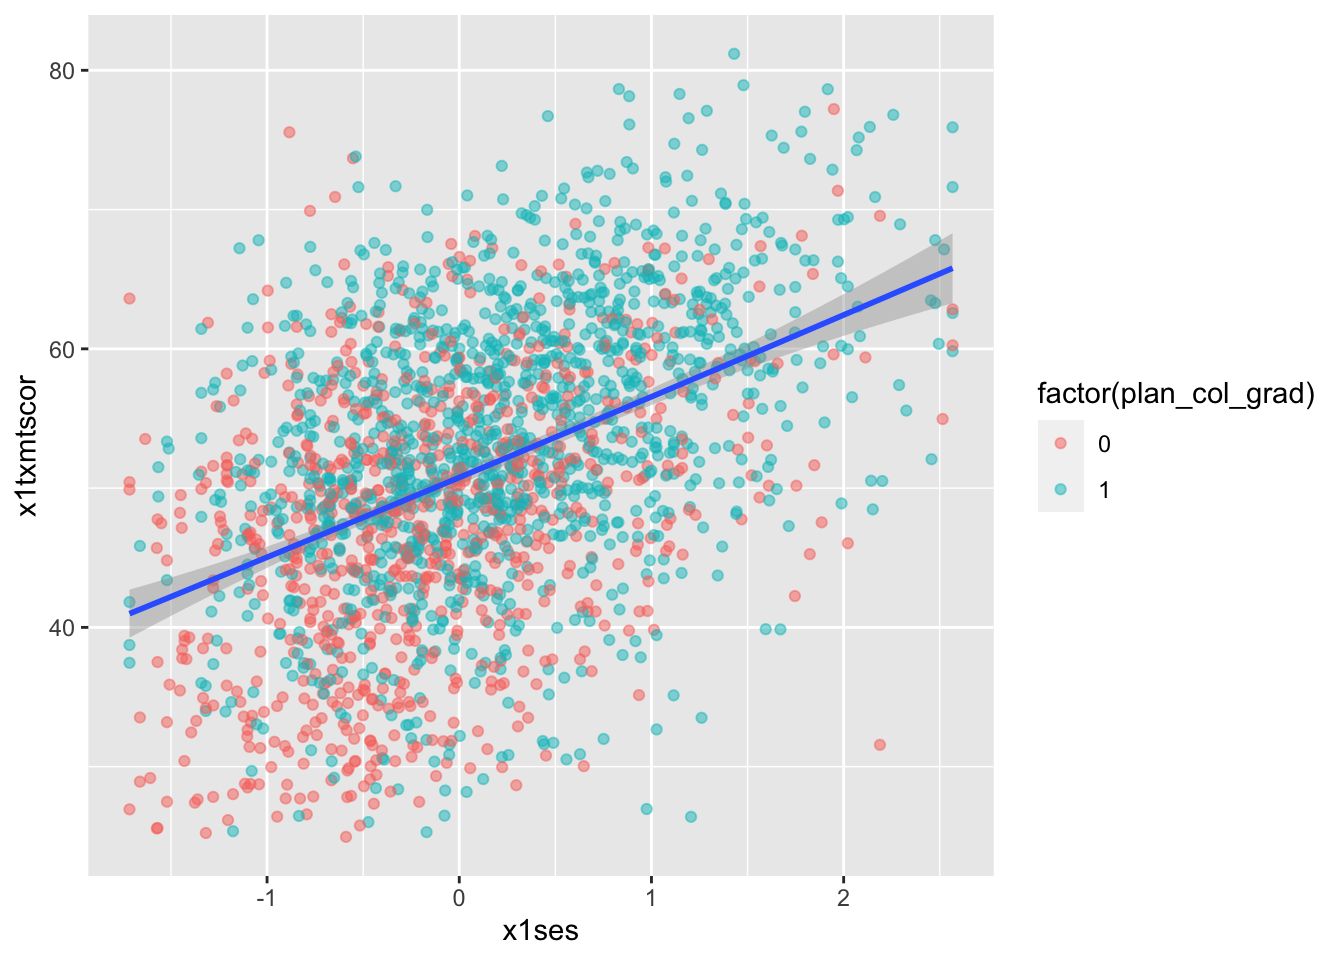 80
60
40
x1txmtscor
-1 0 1 2
x1ses
factor(plan_col_grad)
0
1